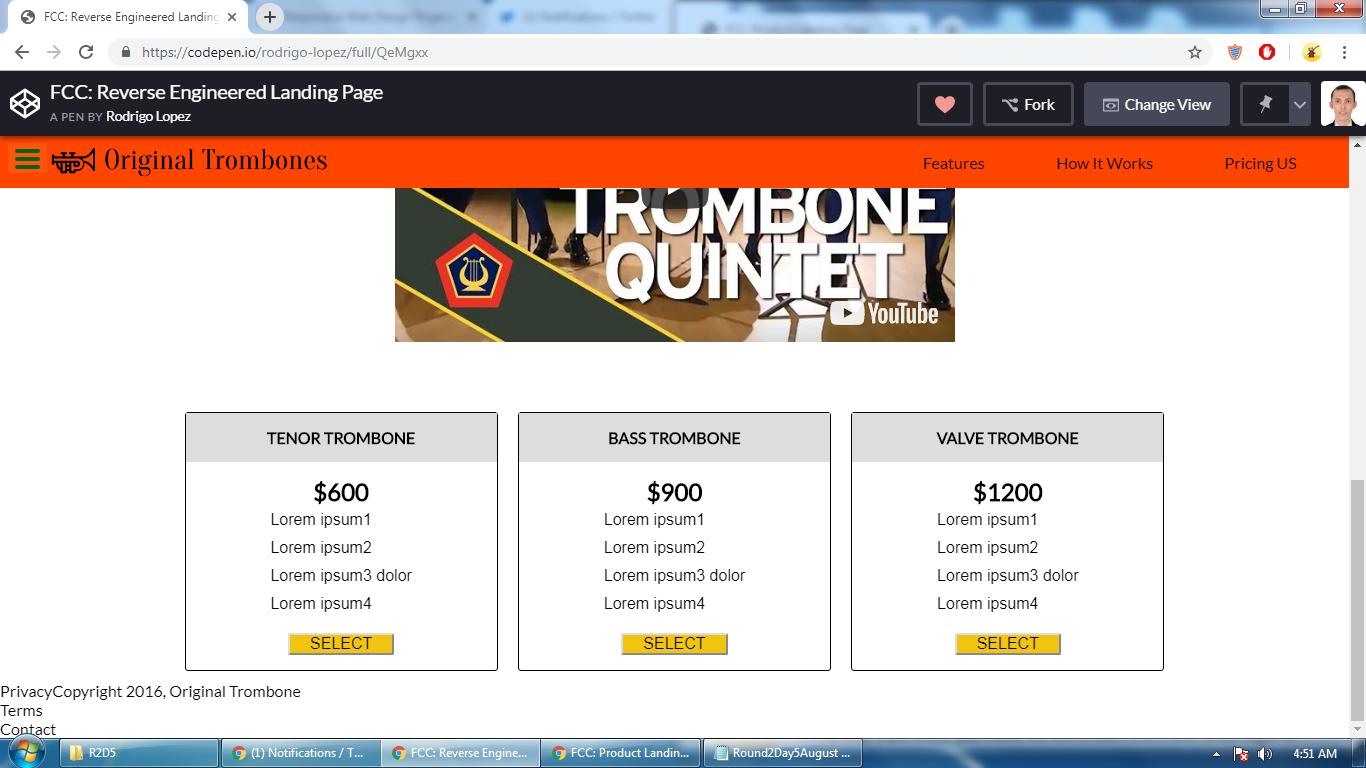 FCC: Reverse Engineered Landing
https://codepen.io/rodrigo-lopez/full/QeMgxx
FCC: Reverse Engineered Landing Page
A PEN BY Rodrigo Lopez
Fork
Change View
Original Trombones
Features
How It Works
Pricing US
TROMBONE
QUINTET
YouTube
TENOR TROMBONE
$600
Lorem ipsum1
Lorem ipsum2
Lorem ipsum3 dolor
Lorem ipsum4
SELECT
BASS TROMBONE
$900
Lorem ipsum1
Lorem ipsum2
Lorem ipsum3 dolor
Lorem ipsum4
SELECT
VALVE TROMBONE
$1200
Lorem ipsum1
Lorem ipsum2
Lorem ipsum3 dolor
Lorem ipsum4
SELECT
PrivacyCopyright 2016, Original Trombone
Terms
Contact
R2D5
(1) Notifications / T...
FCC: Reverse Engine...
FCC: Product Landin...
Round2Day5August ...
4:51 AM